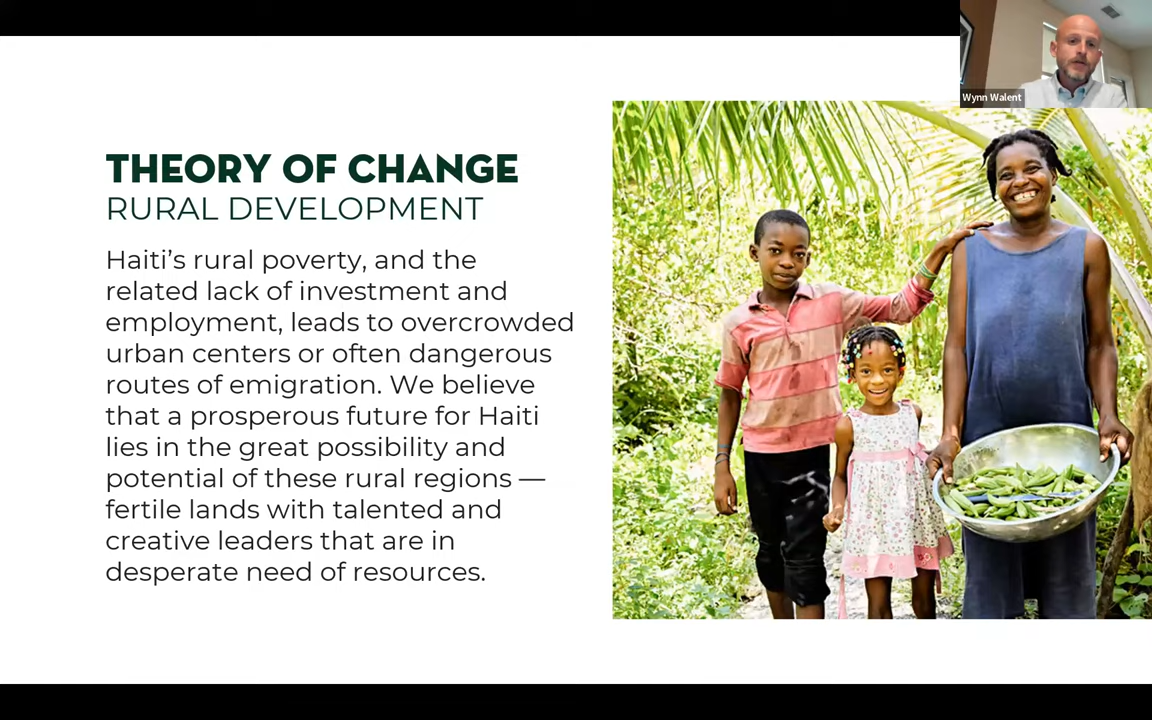 Wynn Walent
THEORY OF CHANGE
RURAL DEVELOPMENT
Haiti’s rural poverty, and the
related lack of investment and
employment, leads to overcrowded
urban centers or often dangerous
routes of emigration. We believe
that a prosperous future for Haiti
lies in the great possibility and
potential of these rural regions —
fertile lands with talented and
creative leaders that are in
desperate need of resources.